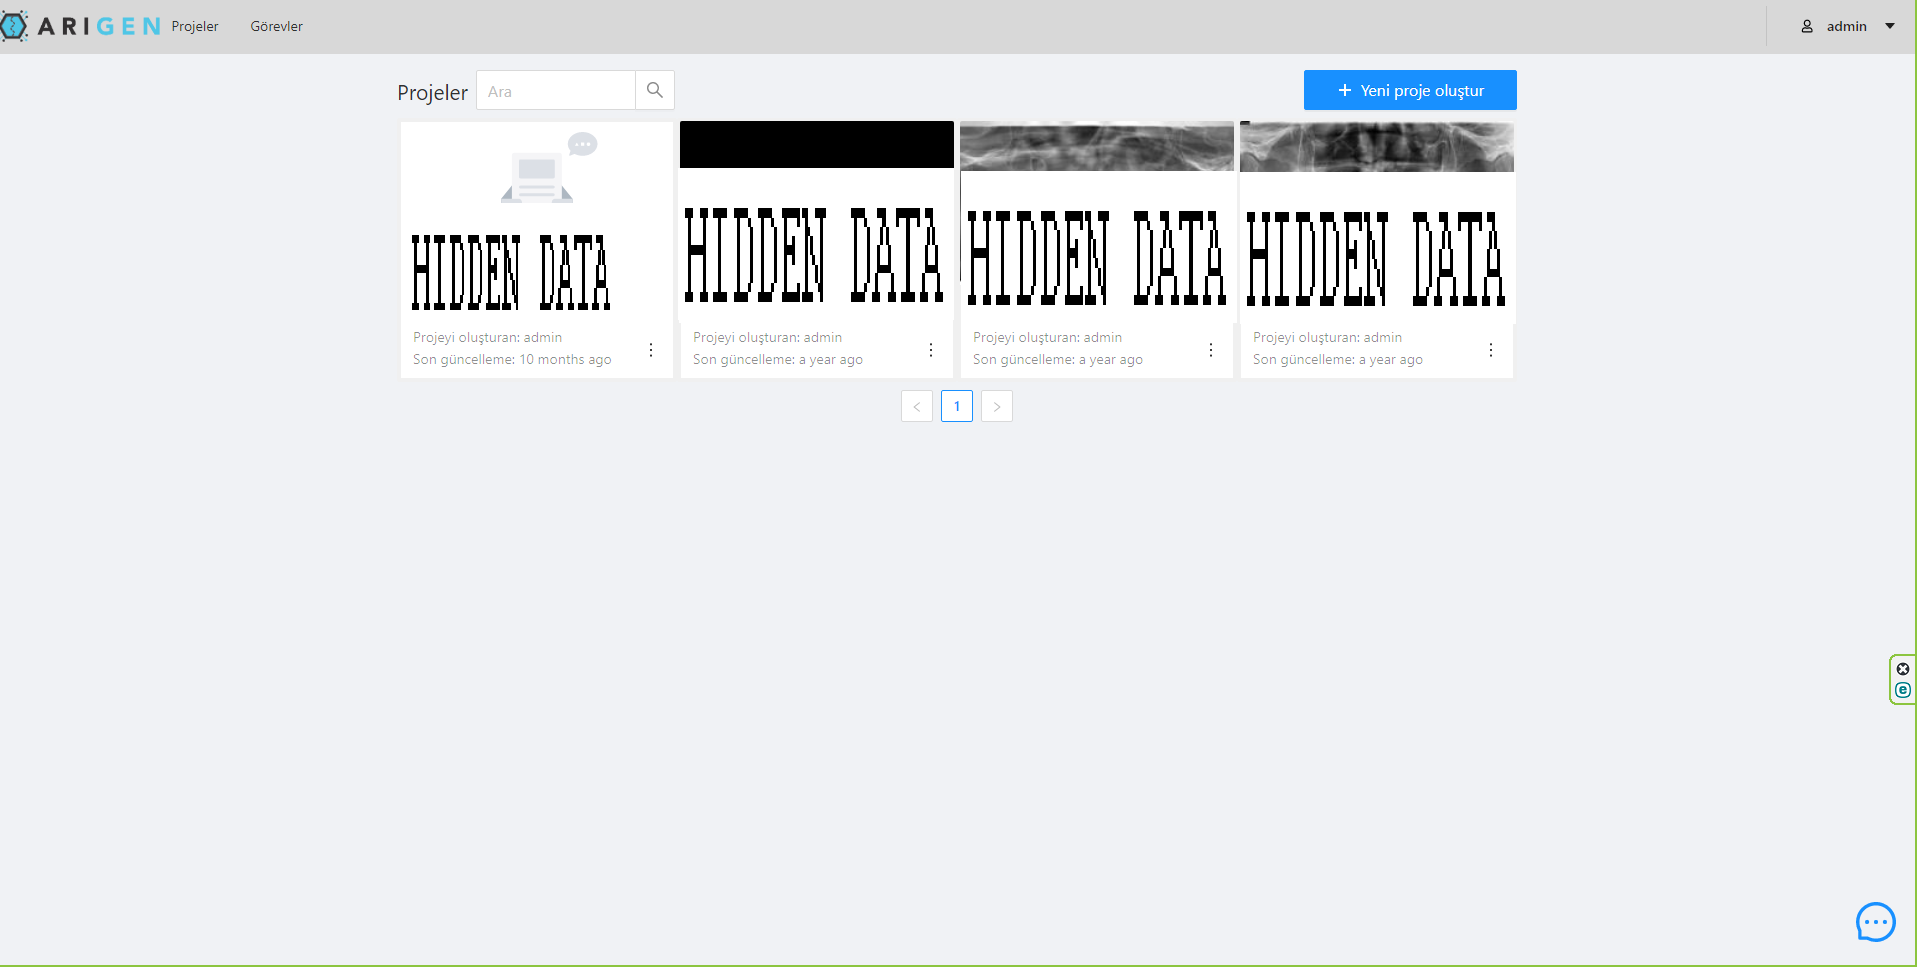 ARIGEN
Projeler
Görevler
admin
Projeler
Ara
Yeni proje oluştur
HIDDEN DATA
HIDDEN DATA
HIDDEN DATA
HIDDEN DATA
Projeyi oluşturan: admin
Son güncelleme: 10 months ago
Projeyi oluşturan: admin
Son güncelleme: a year ago
Projeyi oluşturan: admin
Son güncelleme: a year ago
Projeyi oluşturan: admin
Son güncelleme: a year ago
< 1 >
e